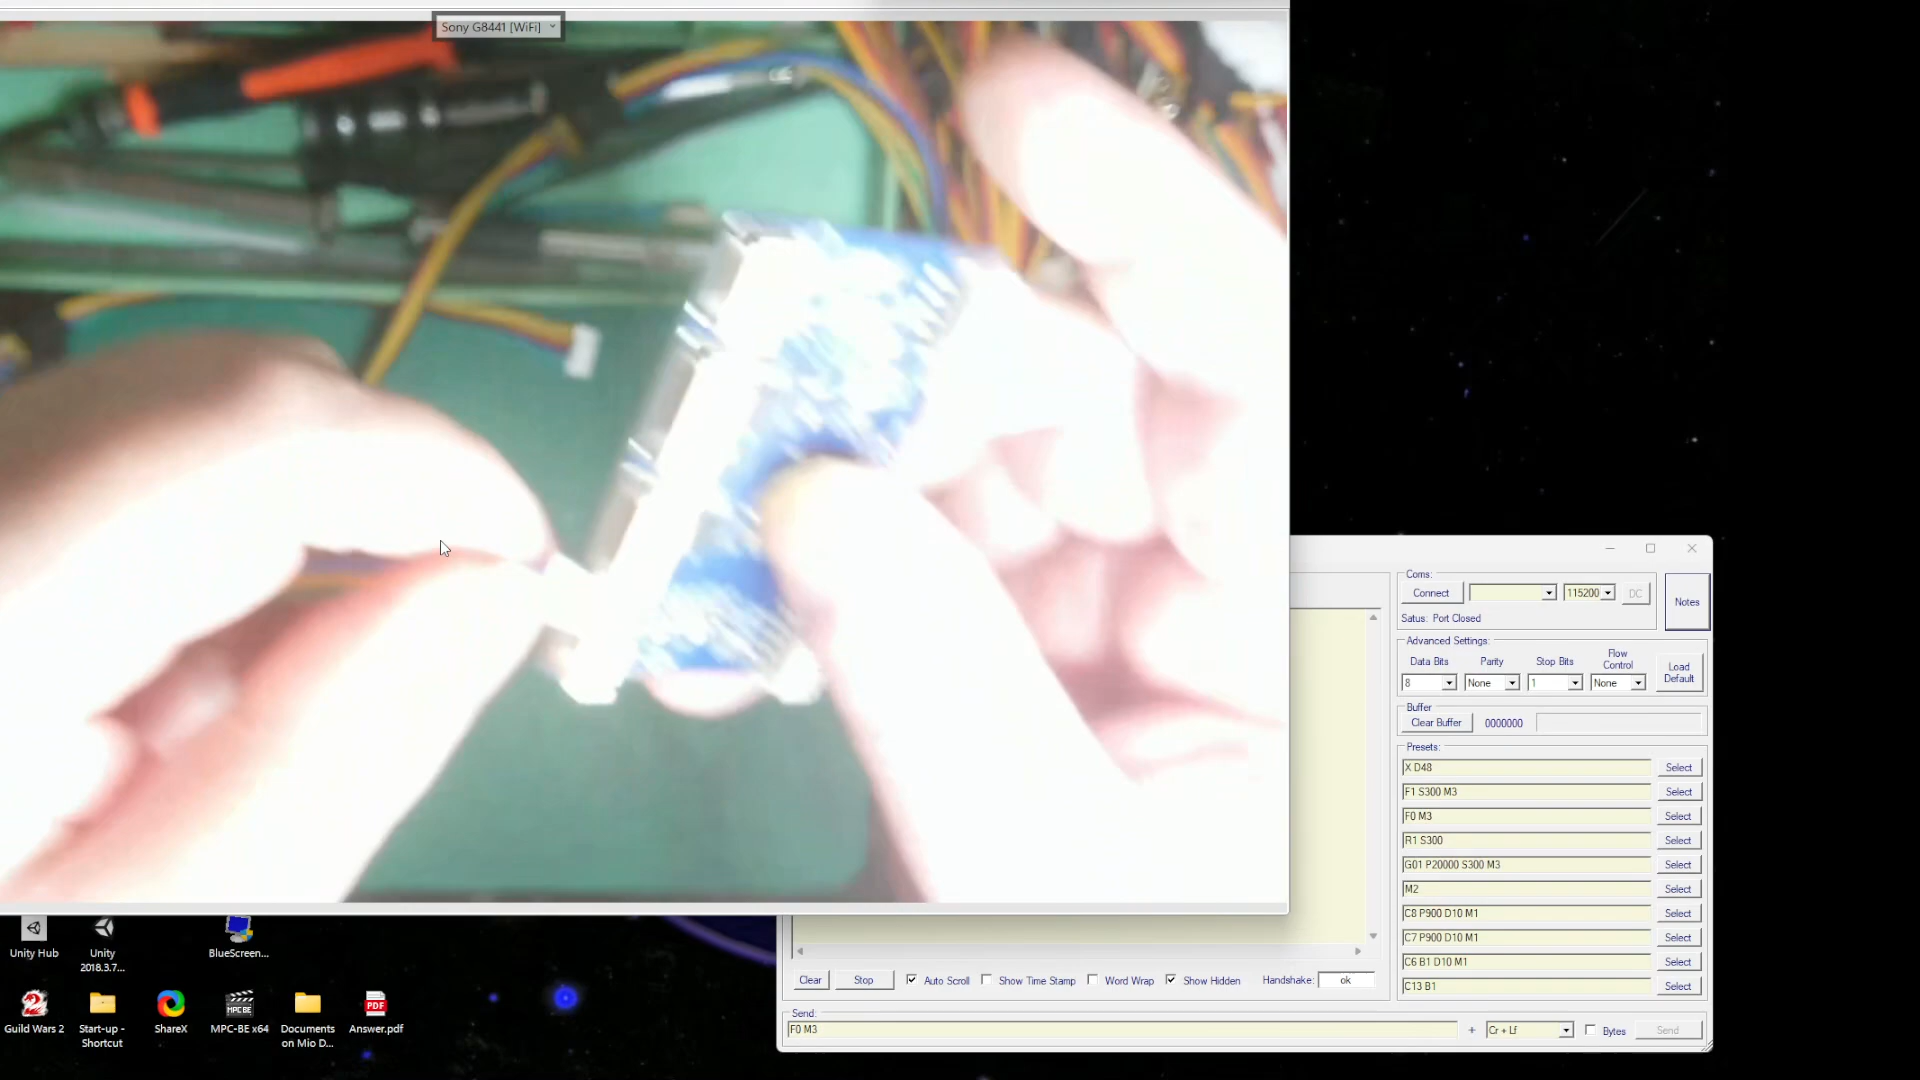 Sony G8441 [WiFi]
Coms:
Connect
115200
DC
Notes
Satus: Port Closed
Advanced Settings:
Data Bits
Parity
Stop Bits
Flow
Control
Load
Default
8
None
1
None
Buffer
Clear Buffer
0000000
Presets:
X D48
Select
F1 S300 M3
Select
F0 M3
Select
R1 S300
Select
G01 P20000 S300 M3
Select
M2
Select
C8 P900 D10 M1
Select
C7 P900 D10 M1
Select
C6 B1 D10 M1
Select
C13 B1
Select
Clear
Stop
Auto Scroll
Show Time Stamp
Word Wrap
Show Hidden
Handshake:
ok
Send:
F0 M3
+
Cr + Lf
Bytes
Send
Unity Hub
Unity
2018.3.7...
BlueScreen...
Guild Wars 2
Start-up -
Shortcut
ShareX
MPC-BE
MPC-BE x64
Documents
on Mio D...
PDF
Answer.pdf